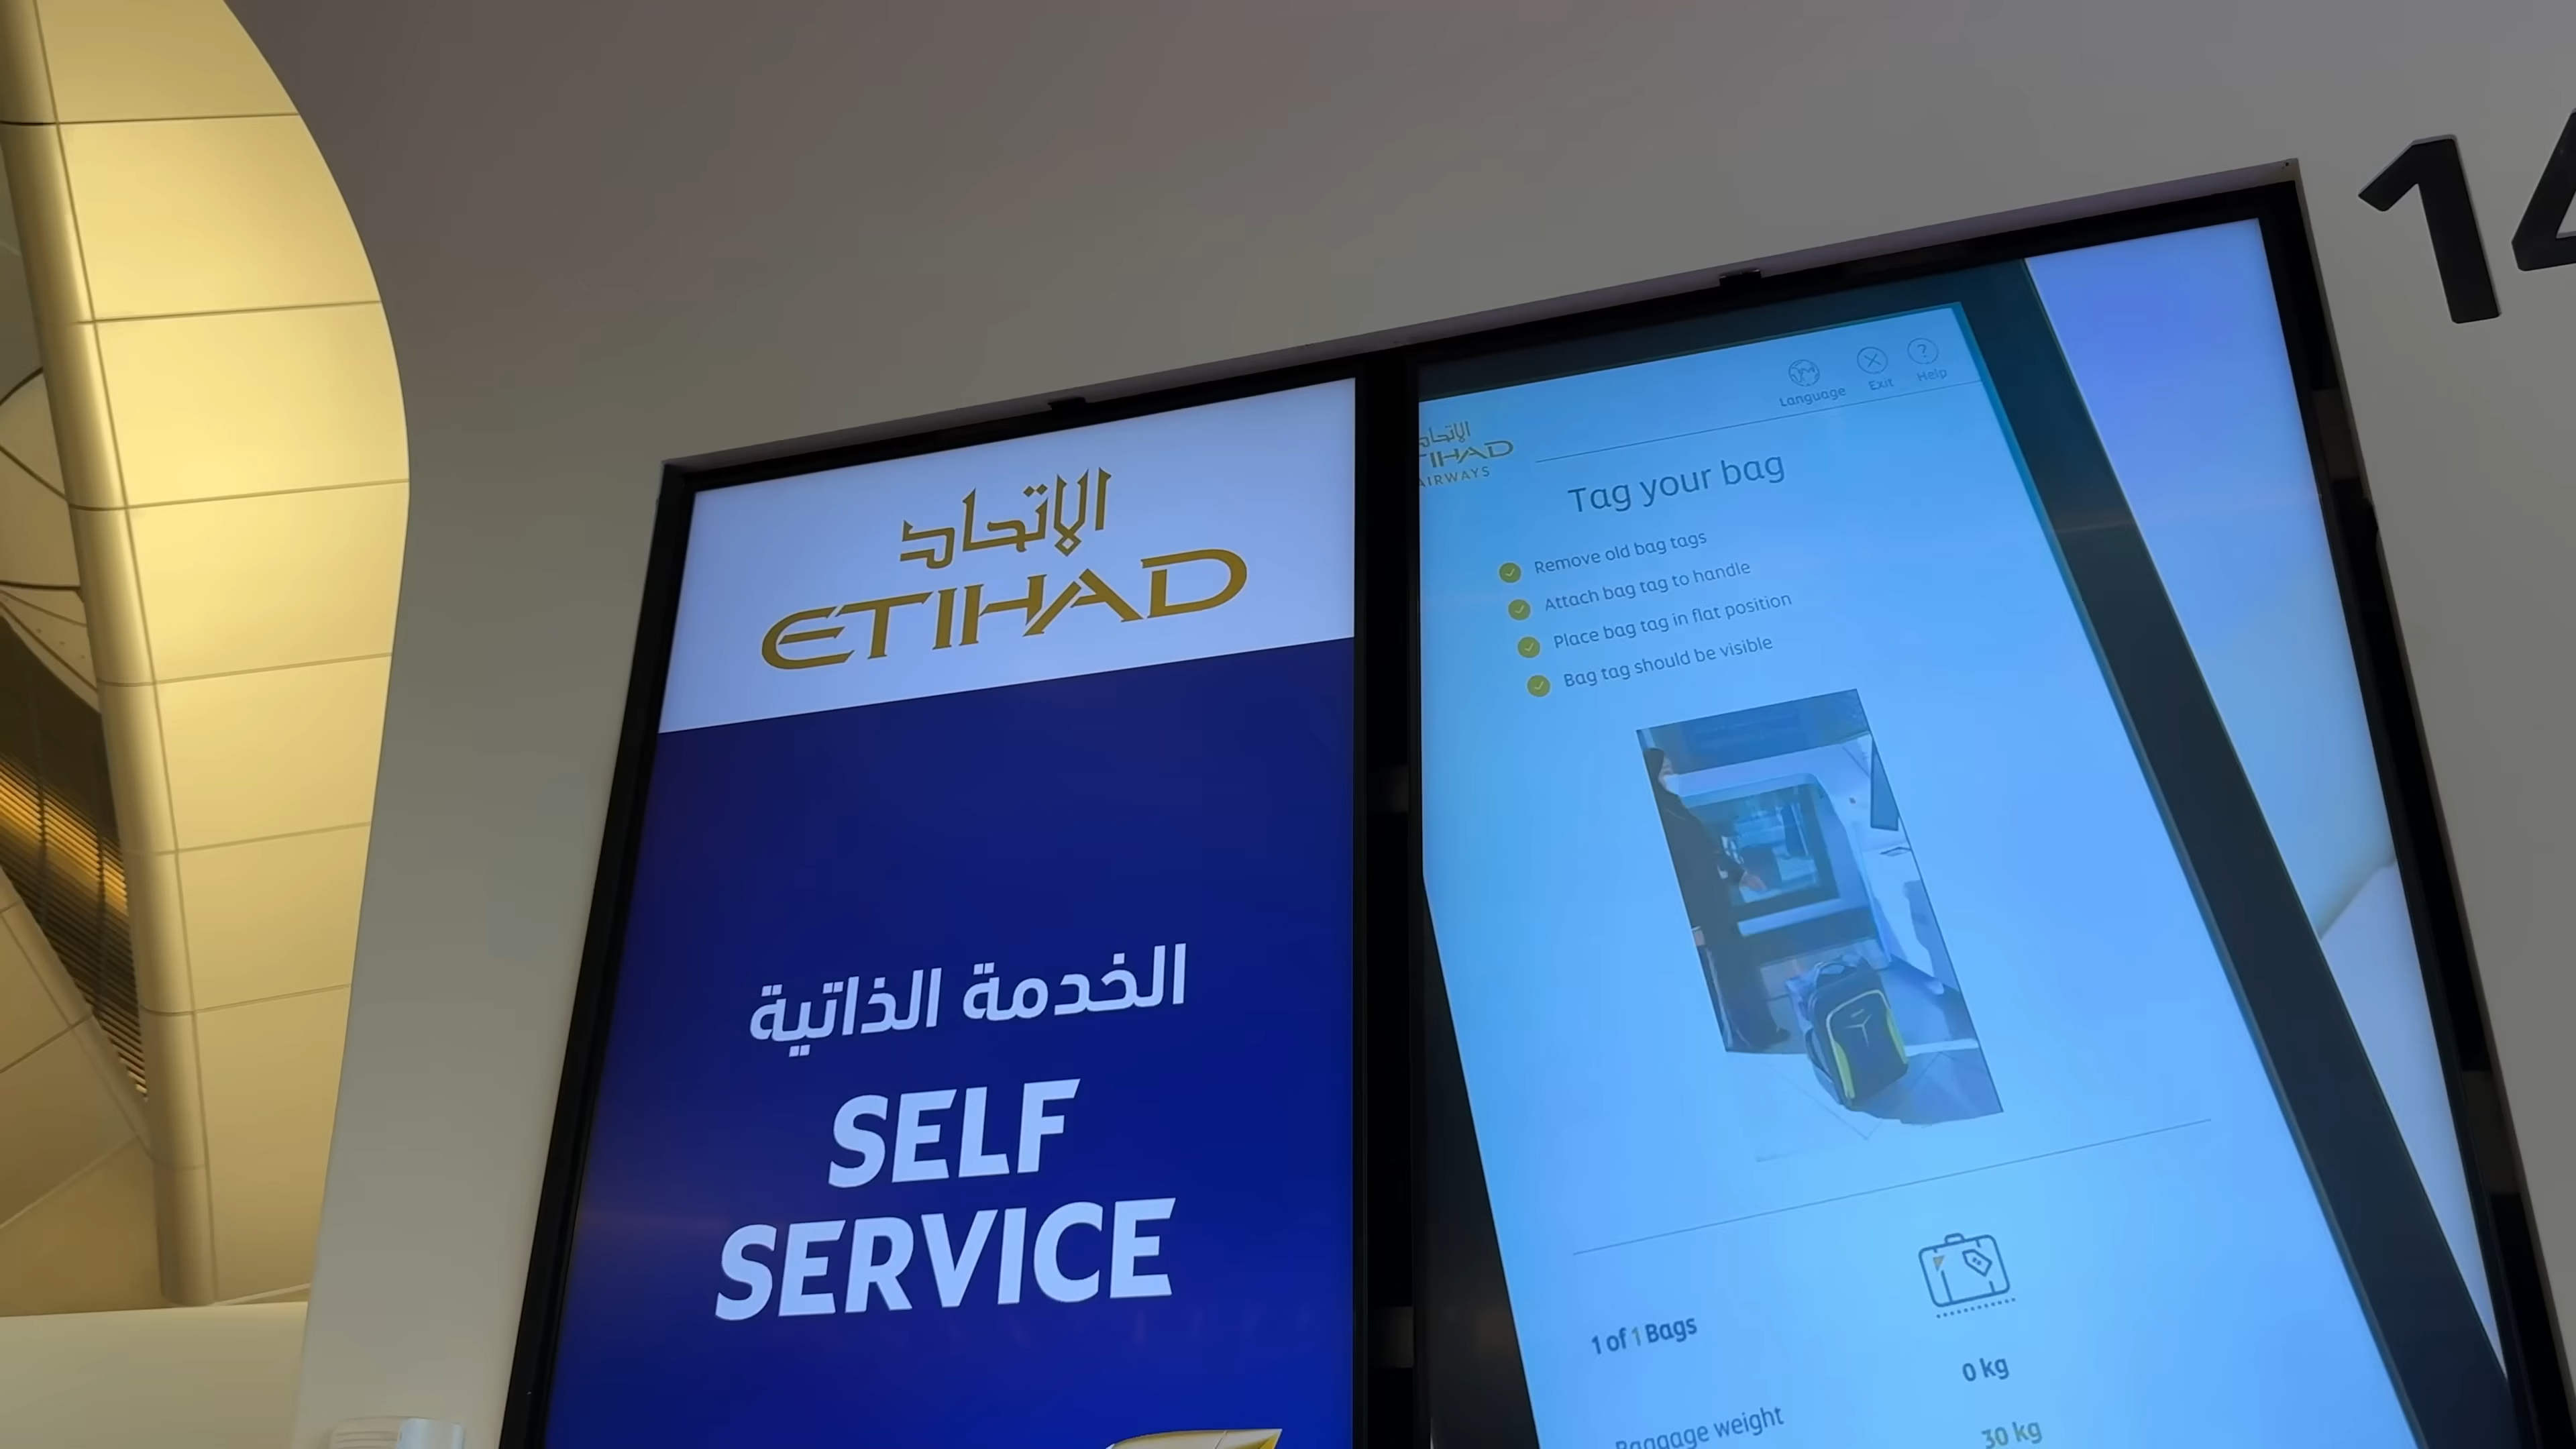 الاتحاد
ETIHAD
الخدمة الذاتية
SELF
SERVICE
14
Language
Exit
? Help
الاتحاد
AIRWAYS
Tag your bag
Remove old bag tags
Attach bag tag to handle
Place bag tag in flat position
Bag tag should be visible
1 of 1 Bags
0 kg
Baggage weight
30 kg